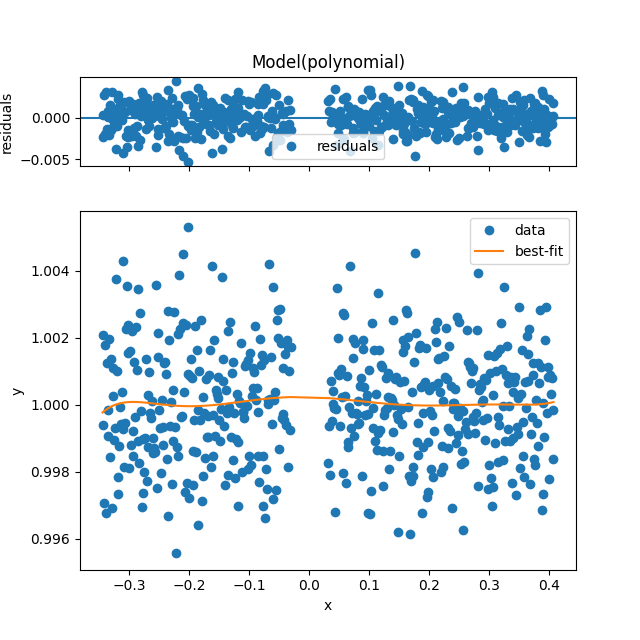 Model(polynomial)
residuals
0.000
−0.005
residuals
data
best-fit
y
1.004
1.002
1.000
0.998
0.996
−0.3 −0.2 −0.1 0.0 0.1 0.2 0.3 0.4
x